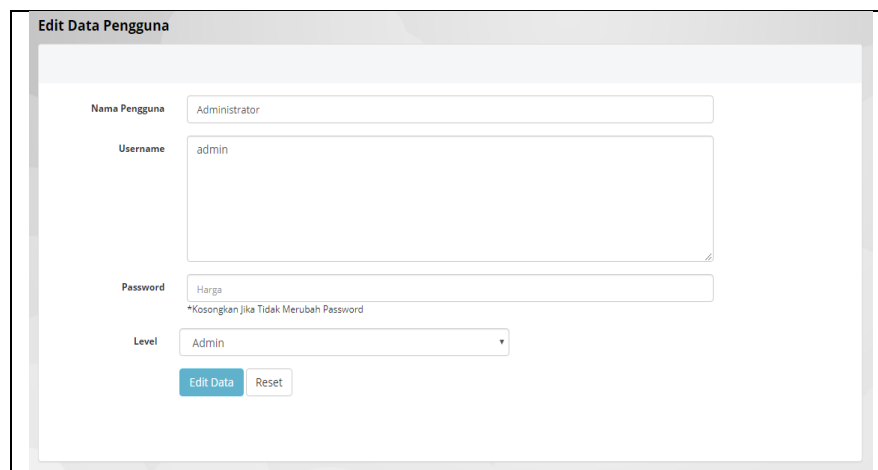 Edit Data Pengguna
Nama Pengguna Administrator
Username admin
Password Harga
*Kosongkan Jika Tidak Merubah Password
Level Admin
Edit Data Reset